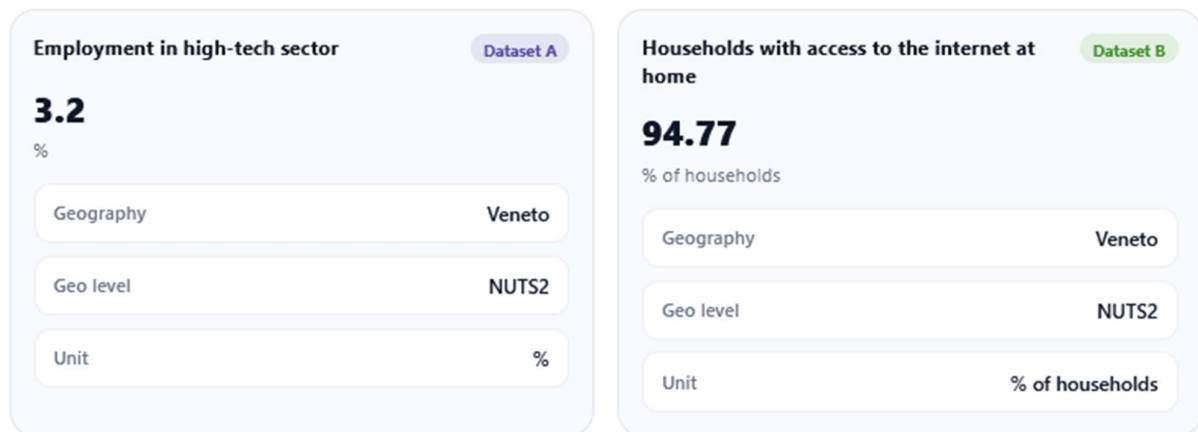 Employment in high-tech sector
Dataset A
3.2
%
Geography Veneto
Geo level NUTS2
Unit %
Households with access to the internet at
home
Dataset B
94.77
% of households
Geography Veneto
Geo level NUTS2
Unit % of households